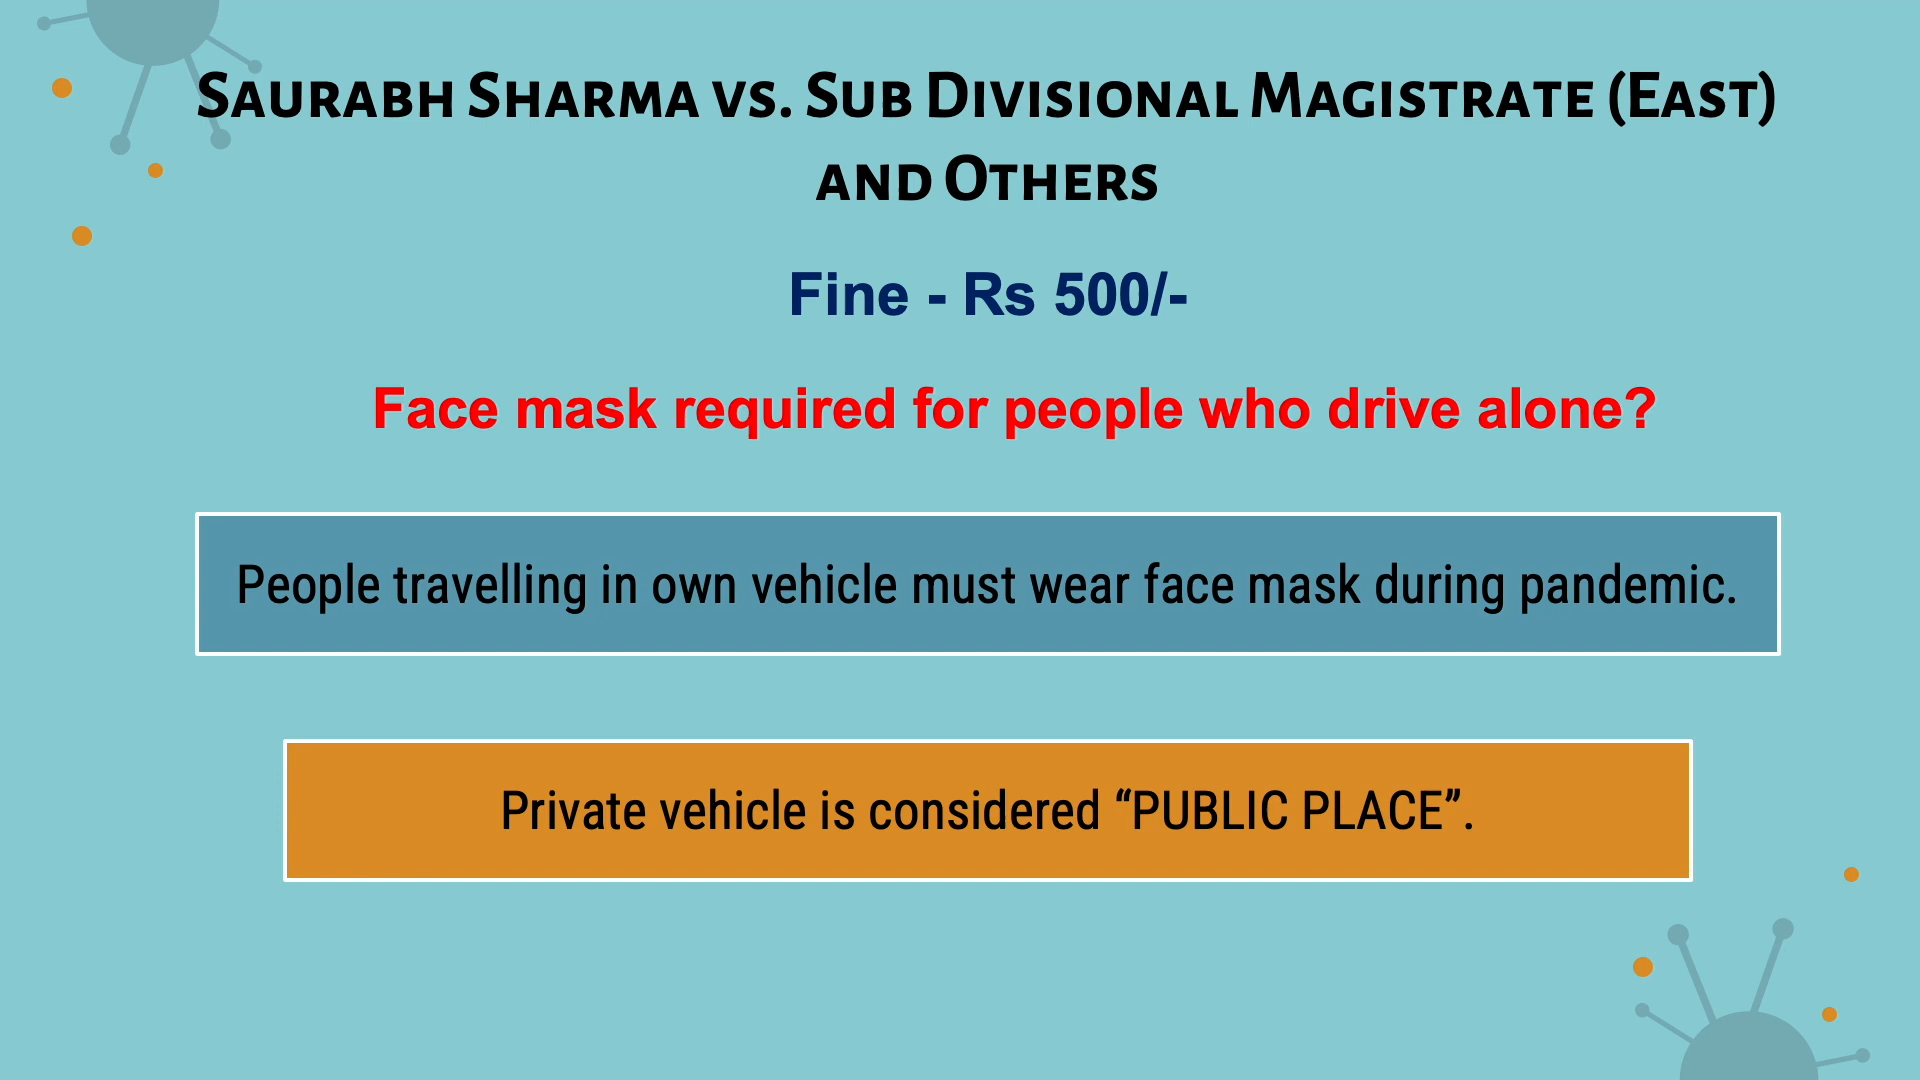 Saurabh Sharma vs. Sub Divisional Magistrate (East)
and Others
Fine - Rs 500/-
Face mask required for people who drive alone?
People travelling in own vehicle must wear face mask during pandemic.
Private vehicle is considered “PUBLIC PLACE”.